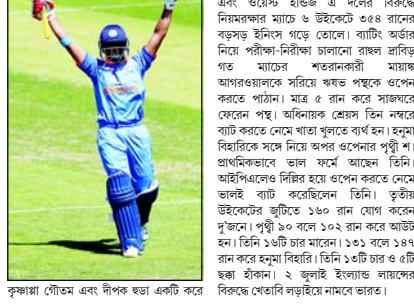 এবং ওয়েস্ট ইন্ডিজ এ দলের বিরুদ্ধে
নিয়মরক্ষার ম্যাচে ৬ উইকেটে ৩৫৪ রানের
বড়সড় ইনিংস গড়ে তোলে। ব্যাটিং অর্ডার
নিয়ে পরীক্ষা-নিরীক্ষা চালানো রাহুল দ্রাবিড়
গত ম্যাচের শতরানকারী মায়াঙ্ক
আগরওয়ালকে সরিয়ে ঋষভ পন্থকে ওপেন
করতে পাঠান। মাত্র ৫ রান করে সাজঘরে
ফেরেন পন্থ। অধিনায়ক শ্রেয়স তিন নম্বরে
ব্যাট করতে নেমে খাতা খুলতে ব্যর্থ হন। হনুমা
বিহারিকে সঙ্গে নিয়ে অপর ওপেনার পৃথ্বী শ।
প্রাথমিকভাবে ভাল ফর্মে আছেন তিনি।
আইপিএলেও দিল্লির হয়ে ওপেন করতে নেমে
ভালই ব্যাট করেছিলেন তিনি। তৃতীয়
উইকেটের জুটিতে ১৬০ রান যোগ করেন
দু'জনে। পৃথ্বী ৯০ বলে ১০২ রান করে আউট
হন। তিনি ১৬টি চার মারেন। ১৩১ বলে ১৪৭
রান করে হনুমা বিহারি। তিনি ১৩টি চার ও ৫টি
ছক্কা হাঁকান। ২ জুলাই ইংল্যান্ড লায়ন্সের
বিরুদ্ধে খেতাবি লড়াইয়ে নামবে ভারত।
কৃষ্ণাপ্পা গৌতম এবং দীপক হুডা একটি করে